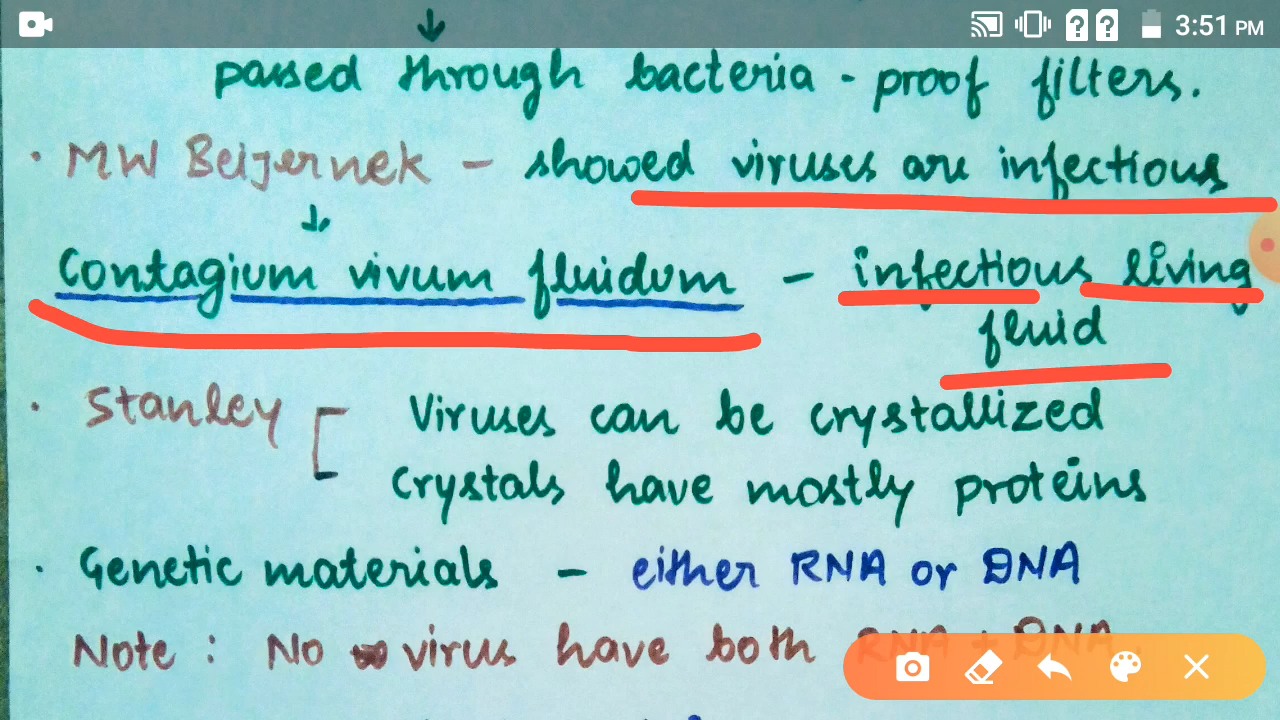 3:51 PM
passed through bacteria - proof filters.
· MW Beijernek - showed viruses are infectious
Contagium vivum fluidum - infectious living
fluid
· Stanley [ Viruses can be crystallized
Crystals have mostly proteins
· Genetic materials - either RNA or DNA
Note : No virus have both RNA + DNA.